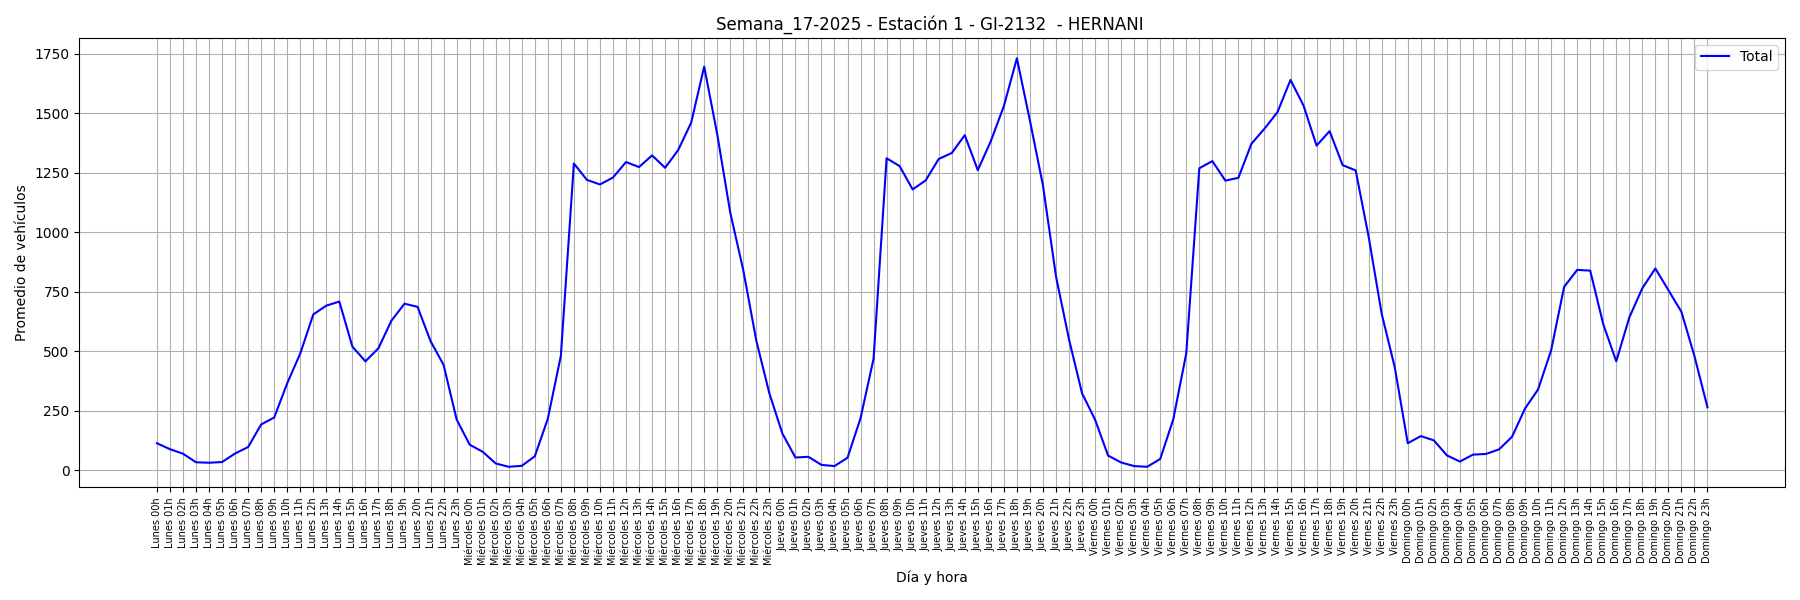 Semana_17-2025 - Estación 1 - GI-2132  - HERNANI
Total
Promedio de vehículos
1750
1500
1250
1000
750
500
250
0
Lunes 00h
Lunes 01h
Lunes 02h
Lunes 03h
Lunes 04h
Lunes 05h
Lunes 06h
Lunes 07h
Lunes 08h
Lunes 09h
Lunes 10h
Lunes 11h
Lunes 12h
Lunes 13h
Lunes 14h
Lunes 15h
Lunes 16h
Lunes 17h
Lunes 18h
Lunes 19h
Lunes 20h
Lunes 21h
Lunes 22h
Lunes 23h
Miércoles 00h
Miércoles 01h
Miércoles 02h
Miércoles 03h
Miércoles 04h
Miércoles 05h
Miércoles 06h
Miércoles 07h
Miércoles 08h
Miércoles 09h
Miércoles 10h
Miércoles 11h
Miércoles 12h
Miércoles 13h
Miércoles 14h
Miércoles 15h
Miércoles 16h
Miércoles 17h
Miércoles 18h
Miércoles 19h
Miércoles 20h
Miércoles 21h
Miércoles 22h
Miércoles 23h
Jueves 00h
Jueves 01h
Jueves 02h
Jueves 03h
Jueves 04h
Jueves 05h
Jueves 06h
Jueves 07h
Jueves 08h
Jueves 09h
Jueves 10h
Jueves 11h
Jueves 12h
Jueves 13h
Jueves 14h
Jueves 15h
Jueves 16h
Jueves 17h
Jueves 18h
Jueves 19h
Jueves 20h
Jueves 21h
Jueves 22h
Jueves 23h
Viernes 00h
Viernes 01h
Viernes 02h
Viernes 03h
Viernes 04h
Viernes 05h
Viernes 06h
Viernes 07h
Viernes 08h
Viernes 09h
Viernes 10h
Viernes 11h
Viernes 12h
Viernes 13h
Viernes 14h
Viernes 15h
Viernes 16h
Viernes 17h
Viernes 18h
Viernes 19h
Viernes 20h
Viernes 21h
Viernes 22h
Viernes 23h
Domingo 00h
Domingo 01h
Domingo 02h
Domingo 03h
Domingo 04h
Domingo 05h
Domingo 06h
Domingo 07h
Domingo 08h
Domingo 09h
Domingo 10h
Domingo 11h
Domingo 12h
Domingo 13h
Domingo 14h
Domingo 15h
Domingo 16h
Domingo 17h
Domingo 18h
Domingo 19h
Domingo 20h
Domingo 21h
Domingo 22h
Domingo 23h
Día y hora